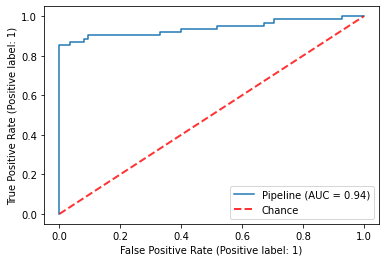 1.0
0.8
0.6
0.4
0.2
0.0
True Positive Rate (Positive label: 1)
Pipeline (AUC = 0.94)
Chance
0.0 0.2 0.4 0.6 0.8 1.0
False Positive Rate (Positive label: 1)